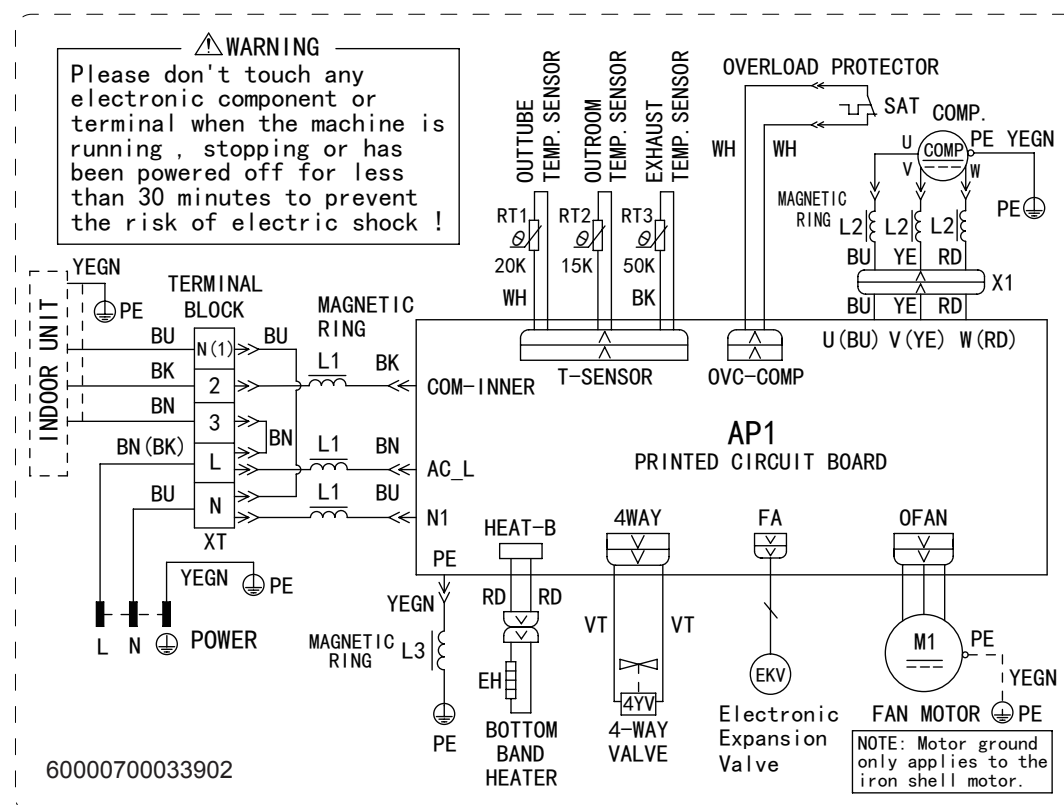 WARNING
Please don't touch any
electronic component or
terminal when the machine is
running , stopping or has
been powered off for less
than 30 minutes to prevent
the risk of electric shock !
OUTTUBE
TEMP. SENSOR
OUTROOM
TEMP. SENSOR
EXHAUST
TEMP. SENSOR
RT1
RT2
RT3
θ
θ
θ
20K
15K
50K
WH
BK
OVERLOAD PROTECTOR
SAT
WH
WH
COMP.
COMP
U
V
W
PE
YEGN
PE
MAGNETIC
RING
L2
L2
L2
BU
YE
RD
X1
BU
YE
RD
U(BU)
V(YE)
W(RD)
YEGN
PE
INDOOR UNIT
TERMINAL
BLOCK
MAGNETIC
RING
BU
N(1)
BU
BK
2
L1
BK
COM-INNER
BN
3
BN
BN(BK)
L
L1
BN
AC_L
BU
N
L1
BU
N1
XT
YEGN
PE
L
N
POWER
T-SENSOR
OVC-COMP
AP1
PRINTED CIRCUIT BOARD
PE
YEGN
MAGNETIC
RING
L3
PE
HEAT-B
RD
RD
EH
BOTTOM
BAND
HEATER
4WAY
VT
VT
4YV
4-WAY
VALVE
FA
EKV
Electronic
Expansion
Valve
OFAN
M1
PE
YEGN
FAN MOTOR
PE
NOTE: Motor ground
only applies to the
iron shell motor.
60000700033902